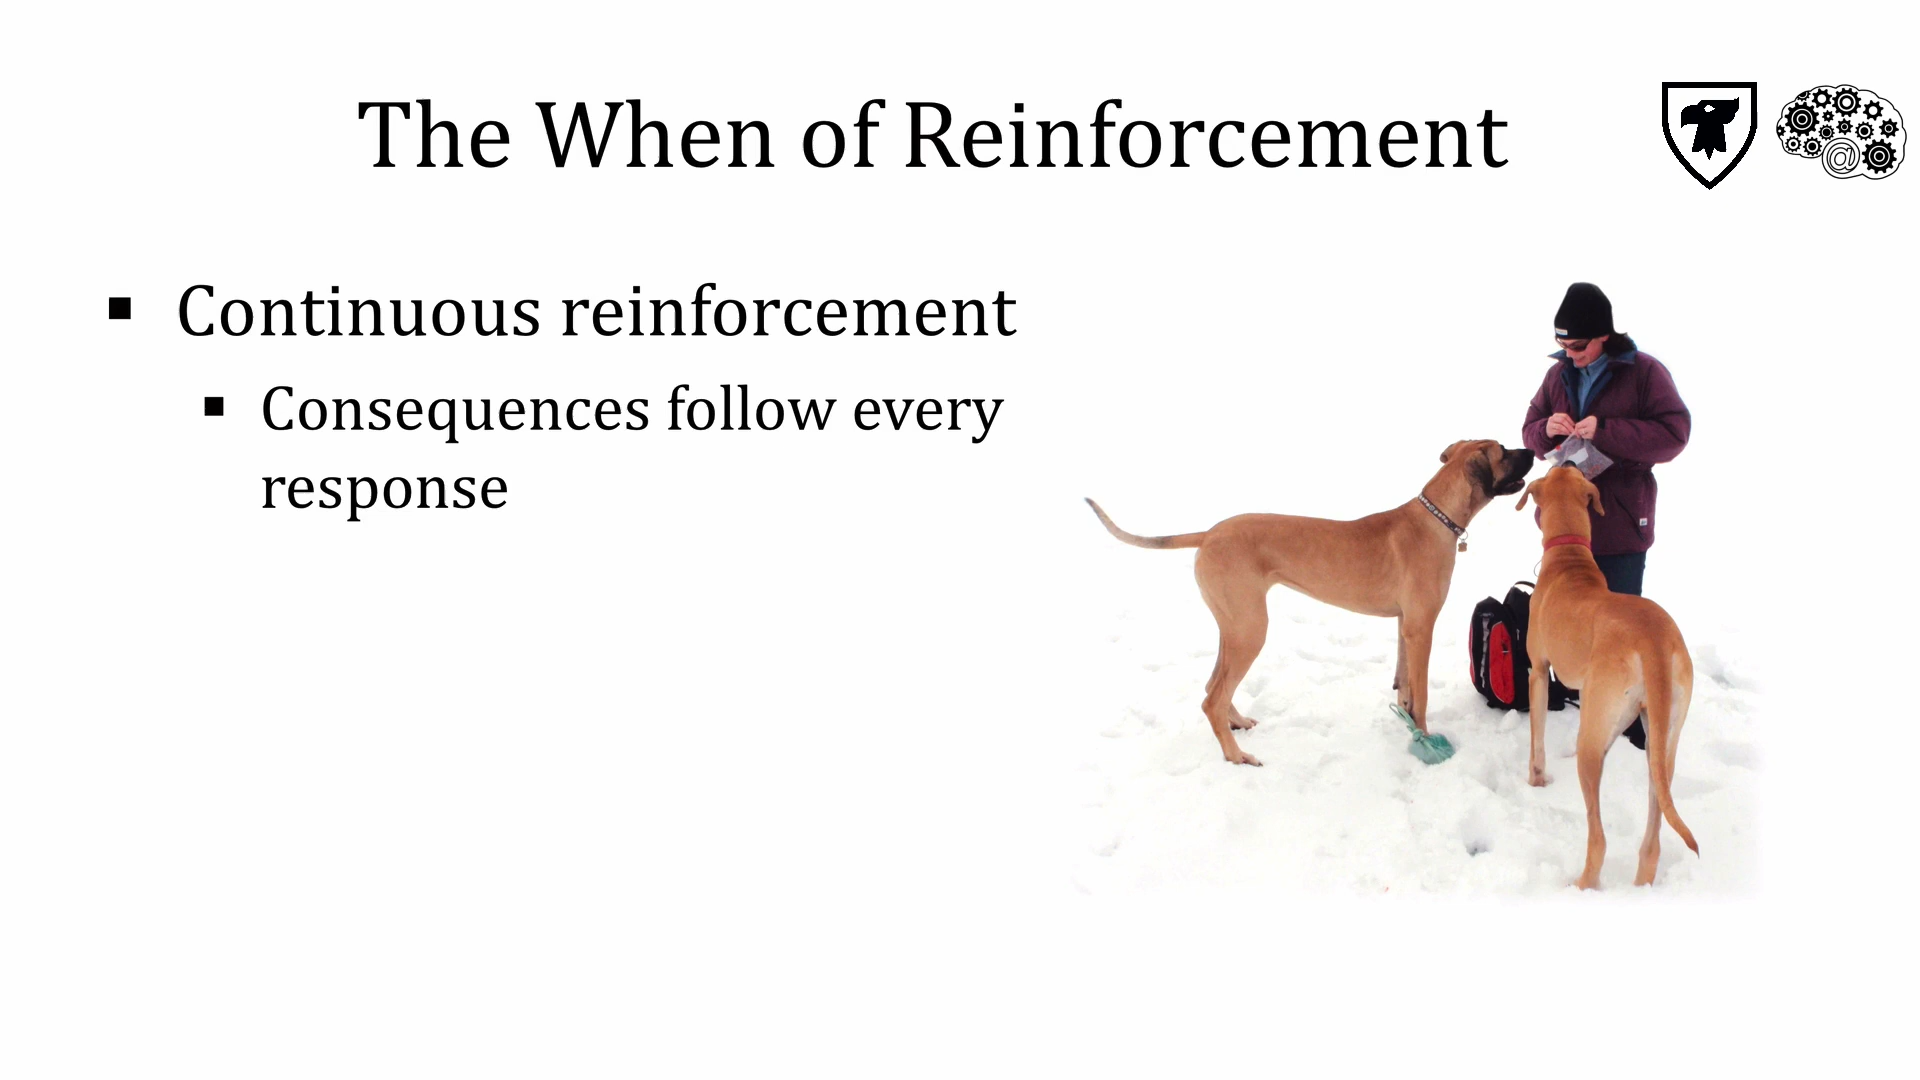 The When of Reinforcement
@
▪ Continuous reinforcement
▪ Consequences follow every
response